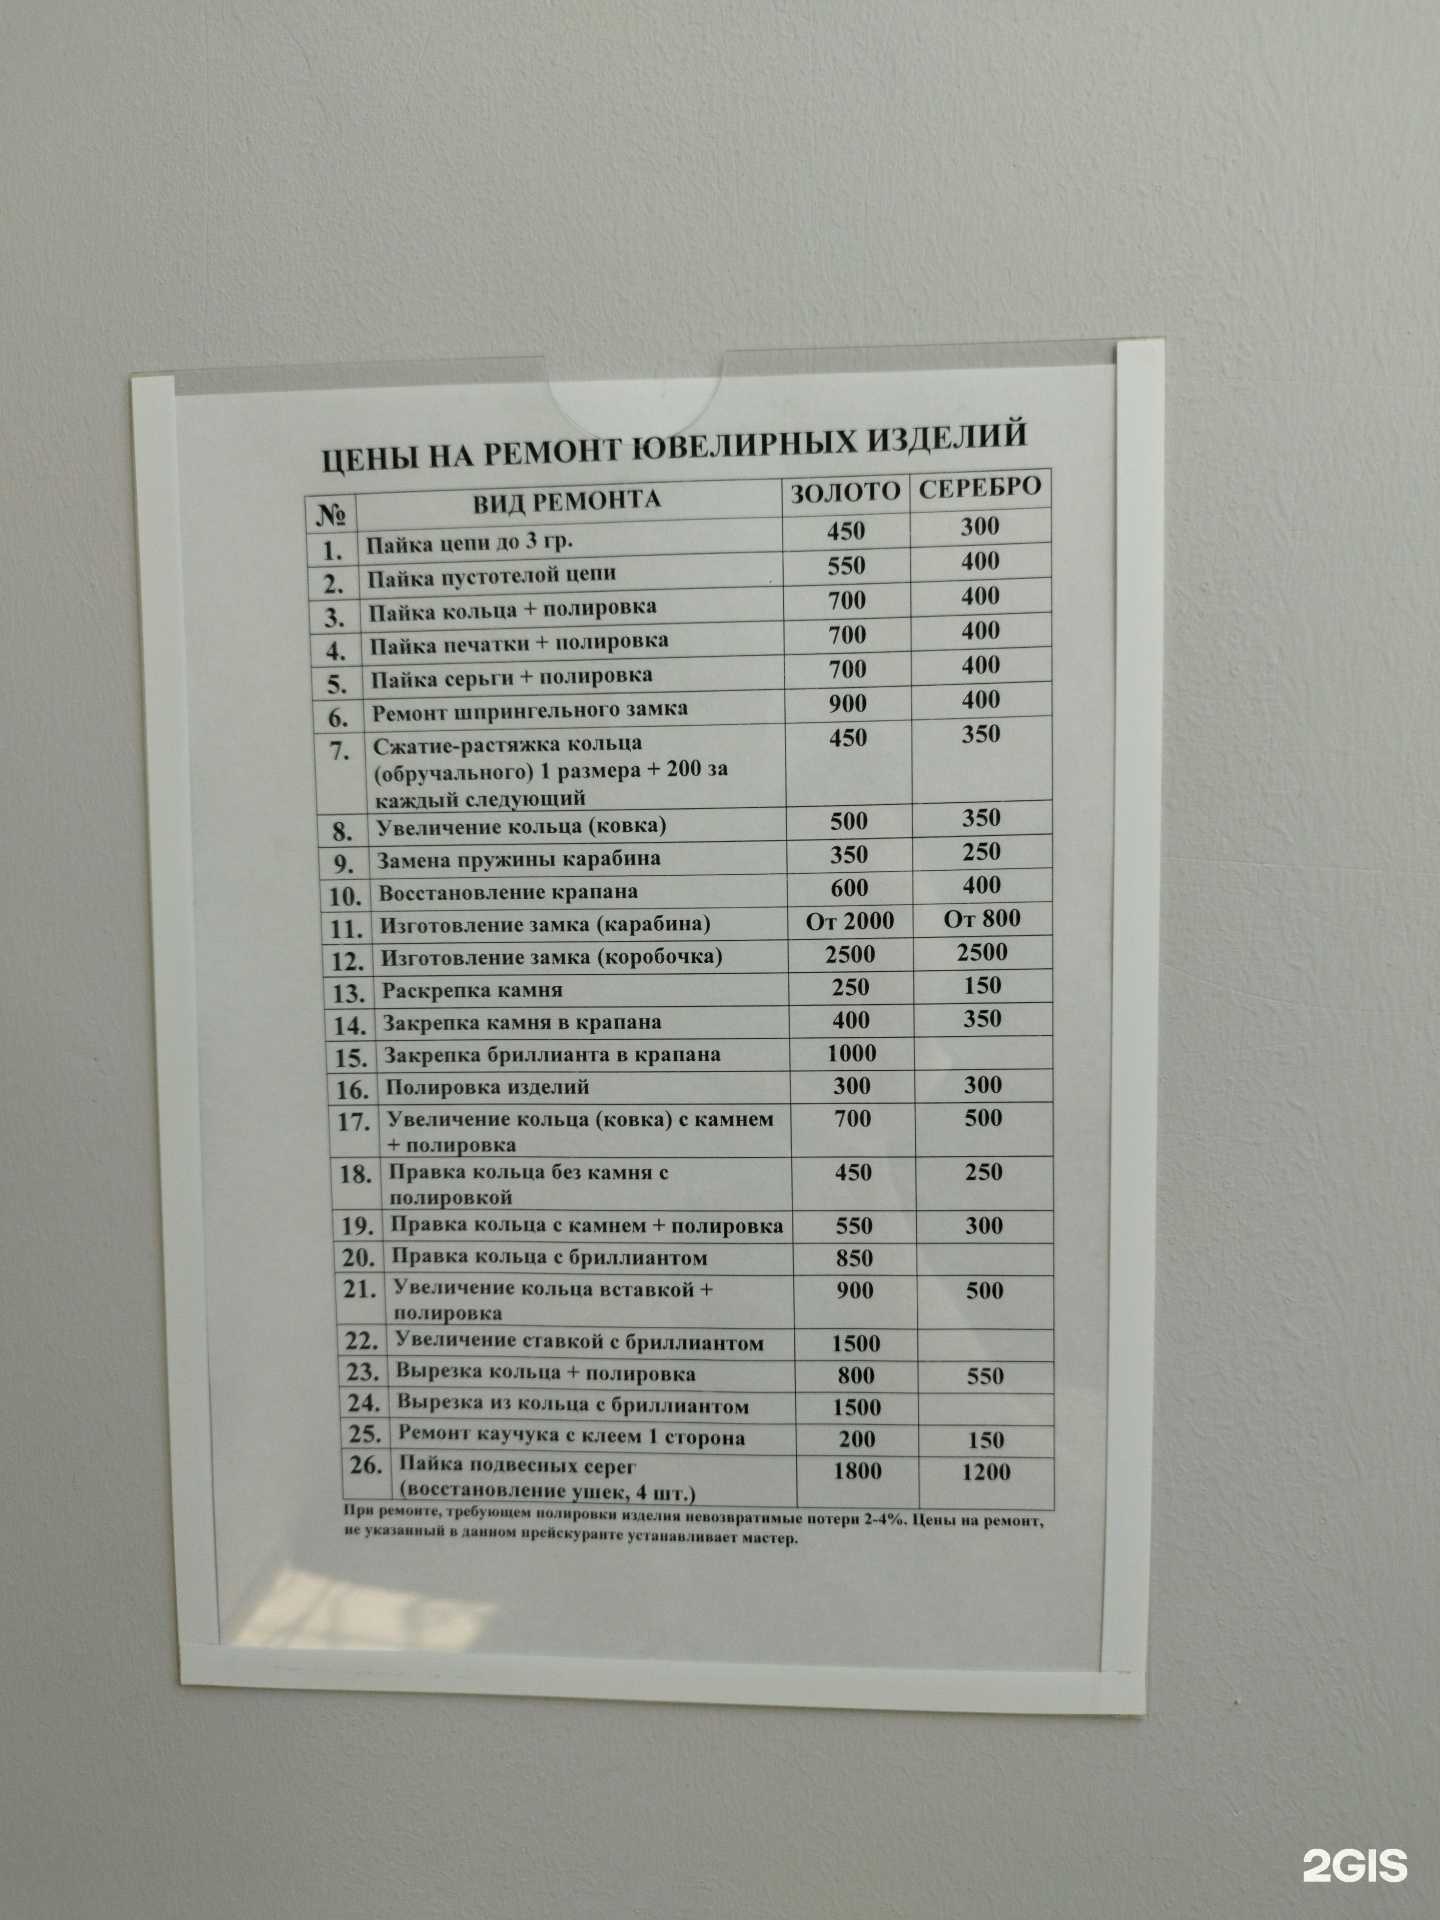 ЦЕНЫ НА РЕМОНТ ЮВЕЛИРНЫХ ИЗДЕЛИЙ
№ ВИД РЕМОНТА ЗОЛОТО СЕРЕБРО
1. Пайка цепи до 3 гр. 450 300
2. Пайка пустотелой цепи 550 400
3. Пайка кольца + полировка 700 400
4. Пайка печатки + полировка 700 400
5. Пайка серьги + полировка 700 400
6. Ремонт шпрингельного замка 900 400
7. Сжатие-растяжка кольца 450 350
(обручального) 1 размера + 200 за
каждый следующий
8. Увеличение кольца (ковка) 500 350
9. Замена пружины карабина 350 250
10. Восстановление крапана 600 400
11. Изготовление замка (карабина) От 2000 От 800
12. Изготовление замка (коробочка) 2500 2500
13. Раскрепка камня 250 150
14. Закрепка камня в крапана 400 350
15. Закрепка бриллианта в крапана 1000
16. Полировка изделий 300 300
17. Увеличение кольца (ковка) с камнем 700 500
+ полировка
18. Правка кольца без камня с 450 250
полировкой
19. Правка кольца с камнем + полировка 550 300
20. Правка кольца с бриллиантом 850
21. Увеличение кольца вставкой + 900 500
полировка
22. Увеличение ставкой с бриллиантом 1500
23. Вырезка кольца + полировка 800 550
24. Вырезка из кольца с бриллиантом 1500
25. Ремонт каучука с клеем 1 сторона 200 150
26. Пайка подвесных серег 1800 1200
(восстановление ушек, 4 шт.)
При ремонте, требующем полировки изделия невозвратимые потери 2-4%. Цены на ремонт,
не указанный в данном прейскуранте устанавливает мастер.
2GIS